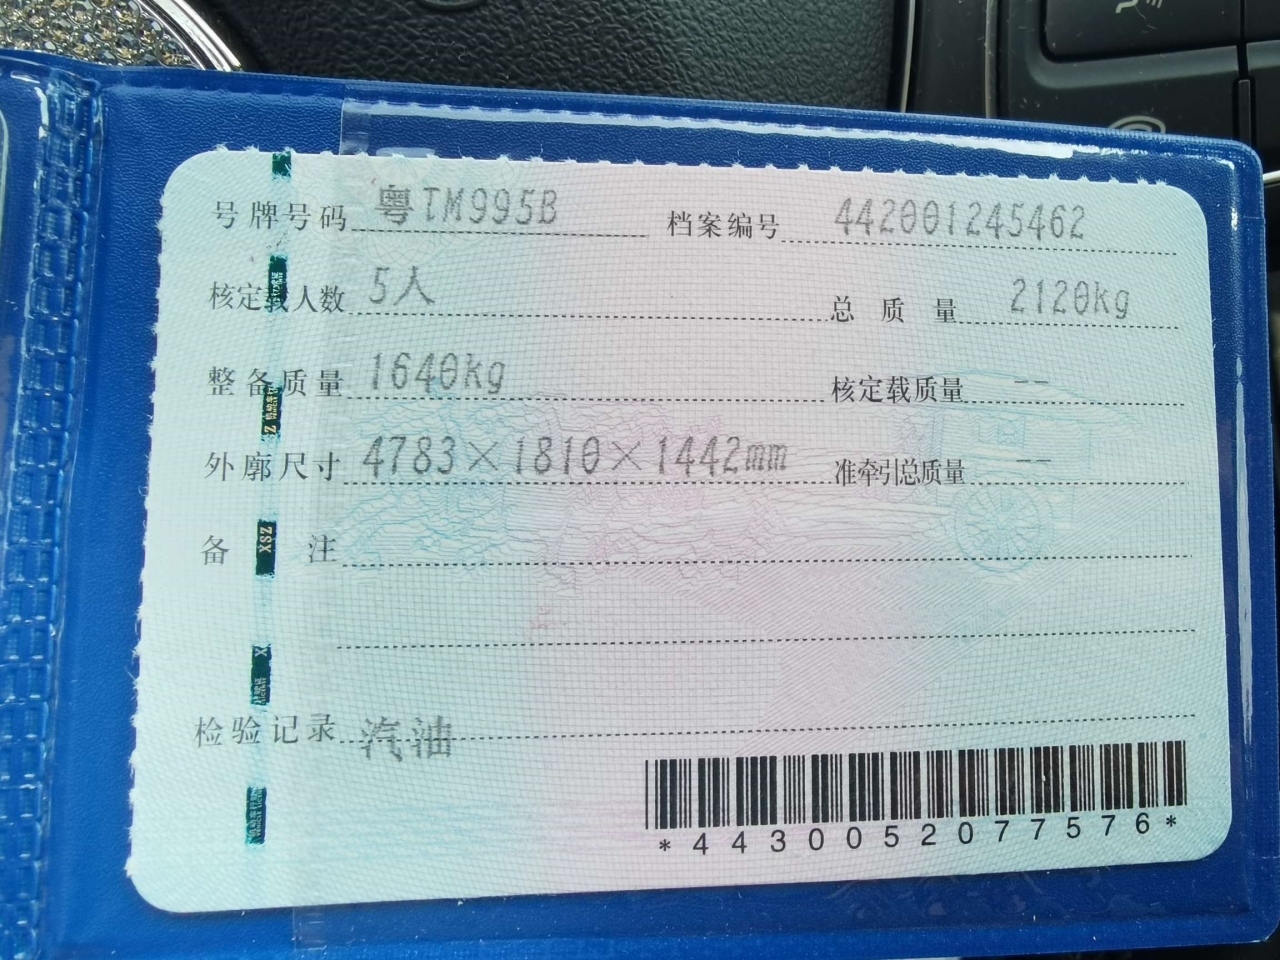 号牌号码 粤TM995B 档案编号 442001245462
核定载人数 5人 总质量 2120kg
整备质量 1640kg 核定载质量 --
外廓尺寸 4783×1810×1442mm 准牵引总质量 --
备注
检验记录 汽油
*4430052077576*
XSZ